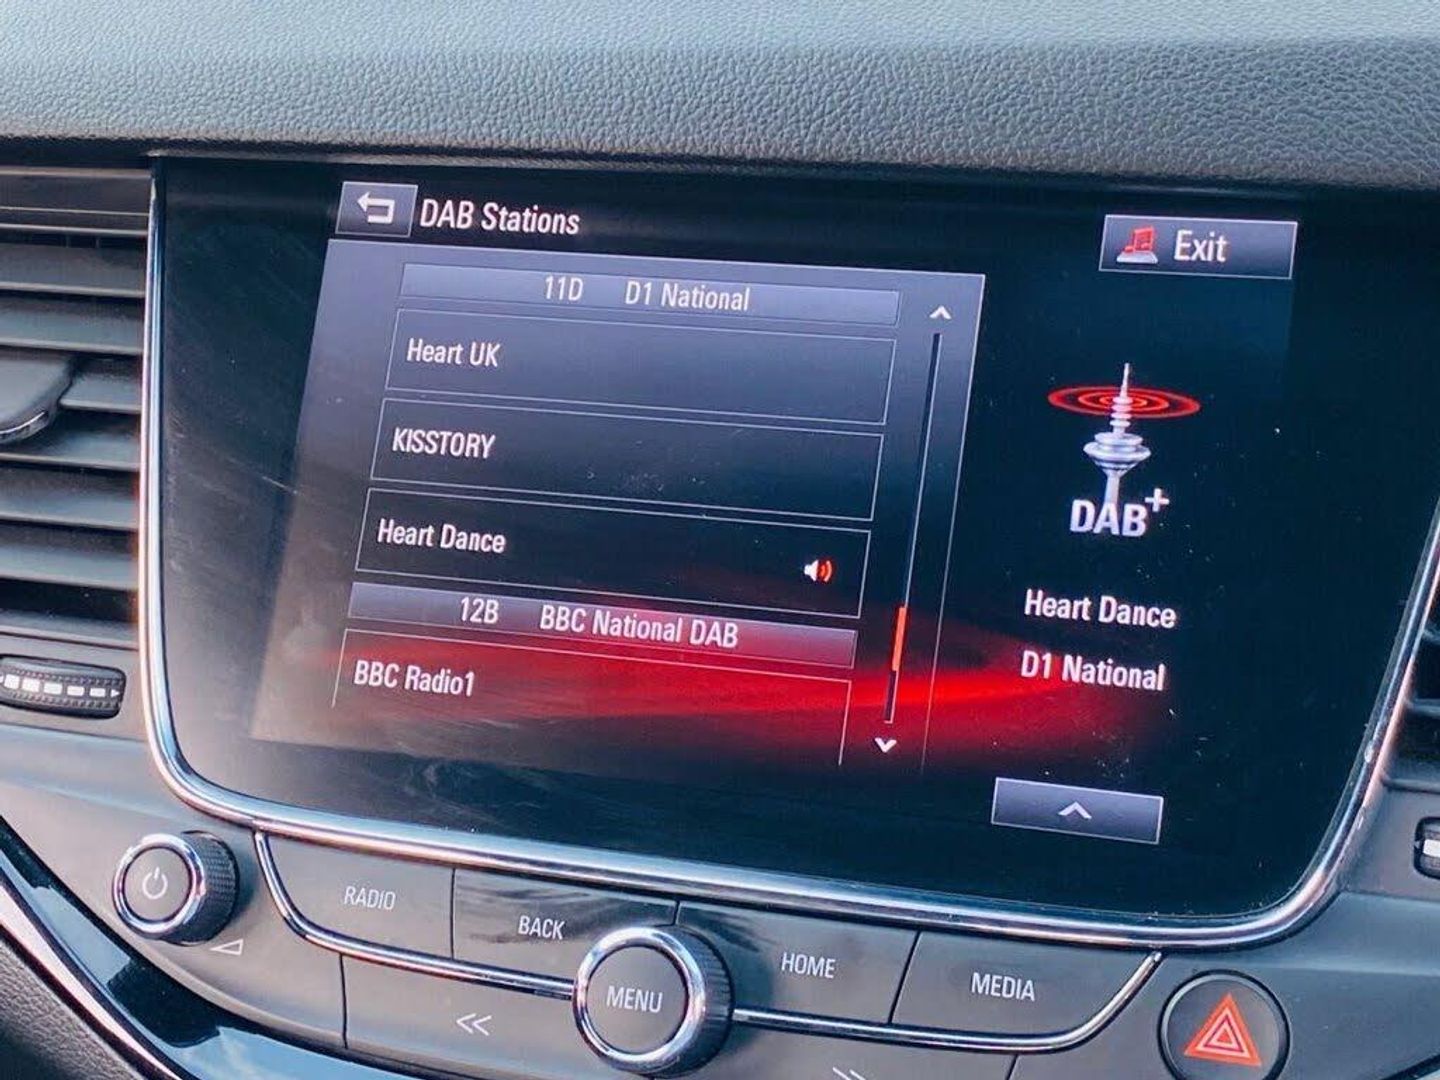 DAB Stations
Exit
11D D1 National
Heart UK
KISSTORY
Heart Dance
12B BBC National DAB
BBC Radio1
DAB+
Heart Dance
D1 National
RADIO
BACK
MENU
HOME
MEDIA